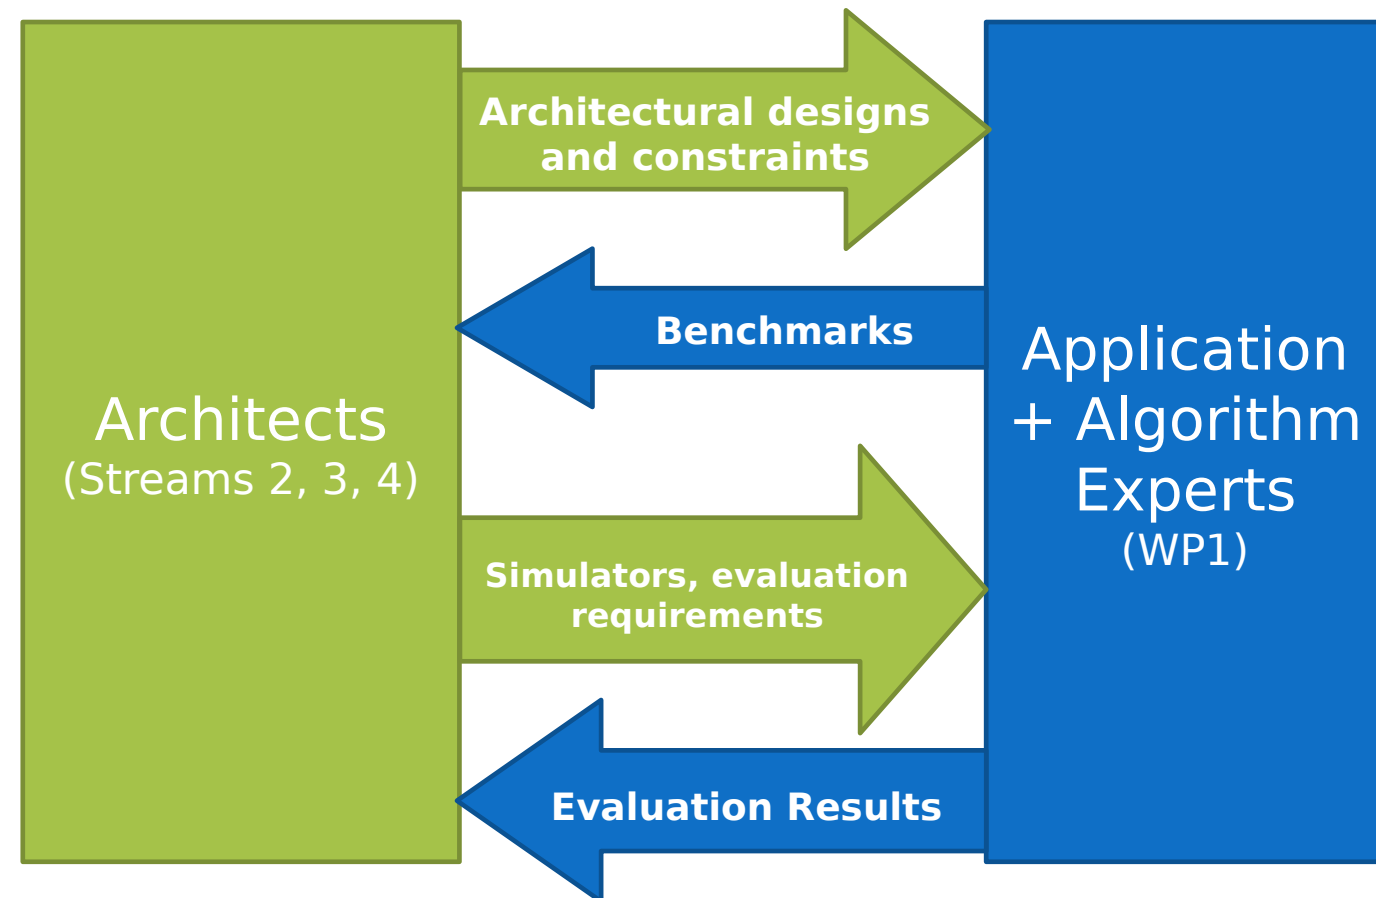 Architectural designs
and constraints
Benchmarks
Architects
(Streams 2, 3, 4)
Application
+ Algorithm
Experts
(WP1)
Simulators, evaluation
requirements
Evaluation Results